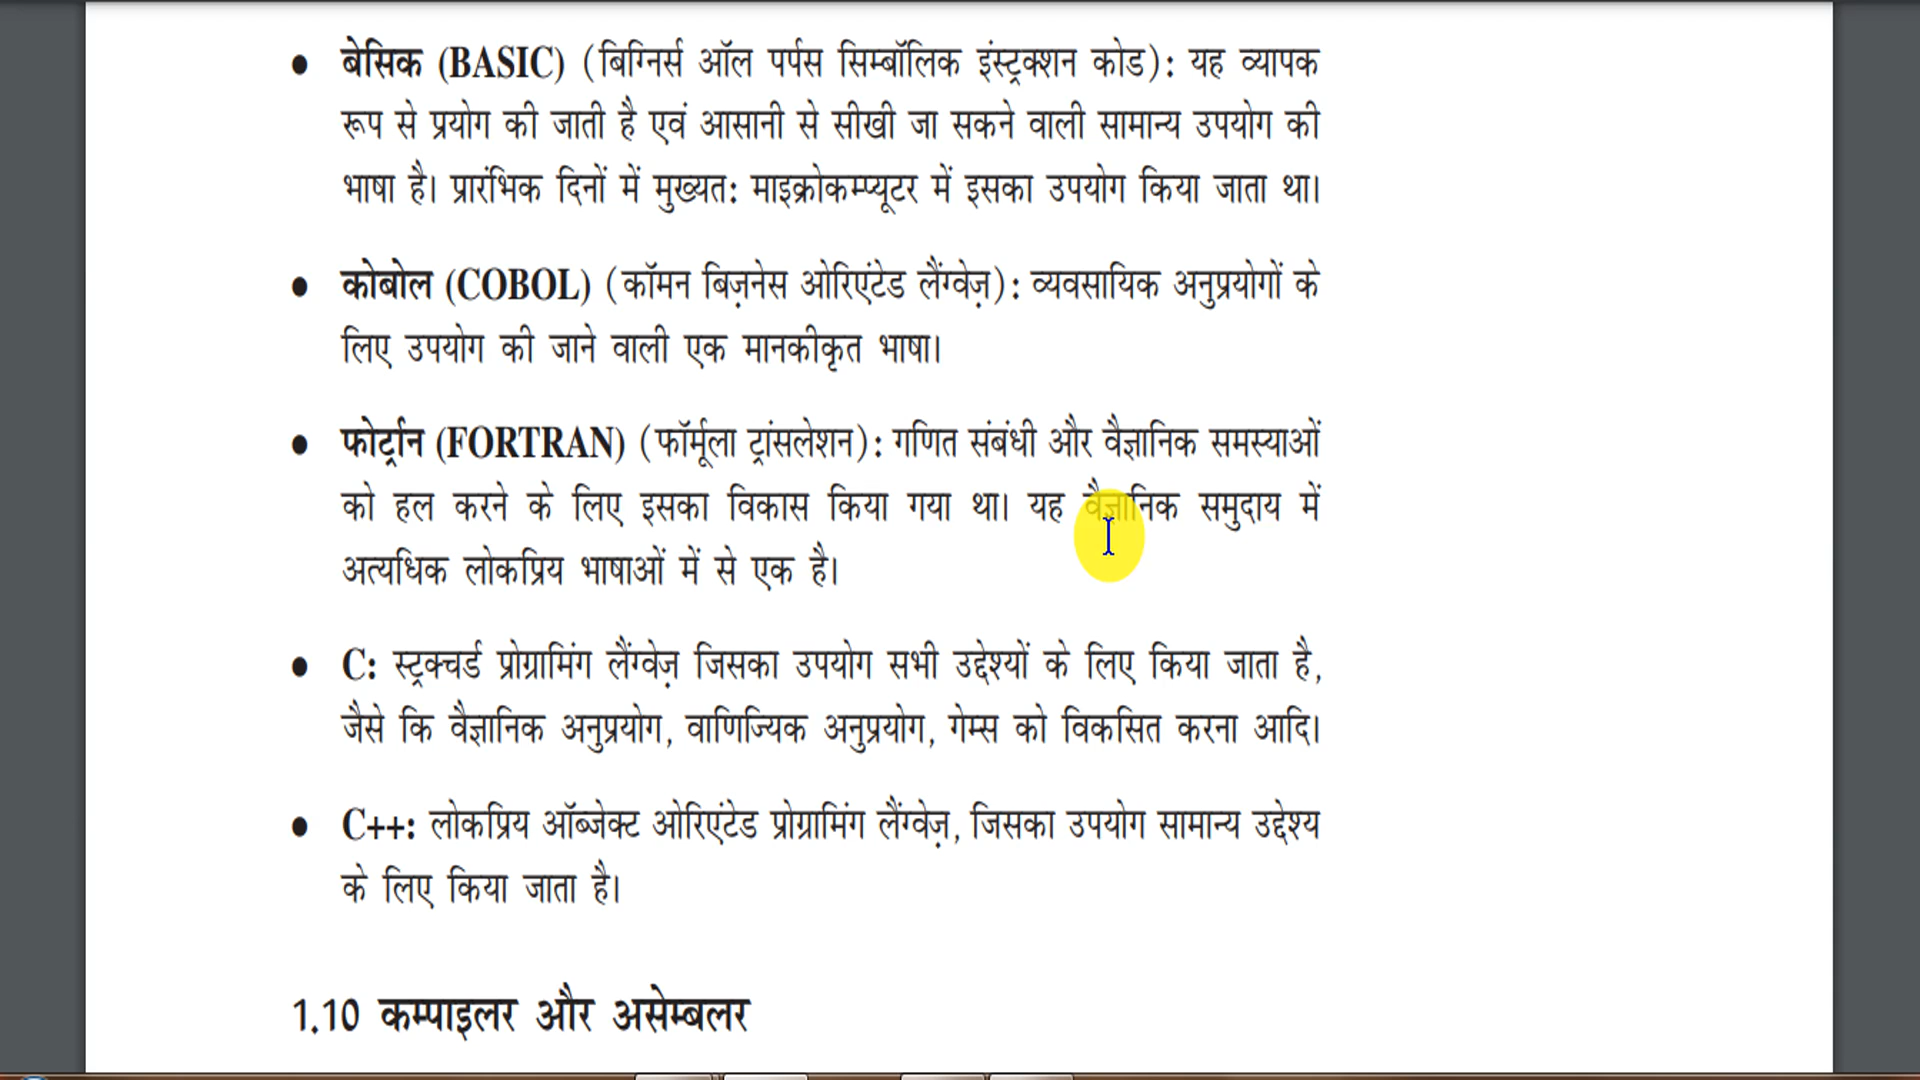 • बेसिक (BASIC) (बिग्निर्स ऑल पर्पस सिम्बॉलिक इंस्ट्रक्शन कोड): यह व्यापक
रूप से प्रयोग की जाती है एवं आसानी से सीखी जा सकने वाली सामान्य उपयोग की
भाषा है। प्रारंभिक दिनों में मुख्यत: माइक्रोकम्प्यूटर में इसका उपयोग किया जाता था।
• कोबोल (COBOL) (कॉमन बिज़नेस ओरिएंटेड लैंग्वेज़): व्यवसायिक अनुप्रयोगों के
लिए उपयोग की जाने वाली एक मानकीकृत भाषा।
• फोर्ट्रान (FORTRAN) (फॉर्मूला ट्रांसलेशन): गणित संबंधी और वैज्ञानिक समस्याओं
को हल करने के लिए इसका विकास किया गया था। यह वैज्ञानिक समुदाय में
अत्यधिक लोकप्रिय भाषाओं में से एक है।
• C: स्ट्रक्चर्ड प्रोग्रामिंग लैंग्वेज़ जिसका उपयोग सभी उद्देश्यों के लिए किया जाता है,
जैसे कि वैज्ञानिक अनुप्रयोग, वाणिज्यिक अनुप्रयोग, गेम्स को विकसित करना आदि।
• C++: लोकप्रिय ऑब्जेक्ट ओरिएंटेड प्रोग्रामिंग लैंग्वेज़, जिसका उपयोग सामान्य उद्देश्य
के लिए किया जाता है।
1.10 कम्पाइलर और असेम्बलर